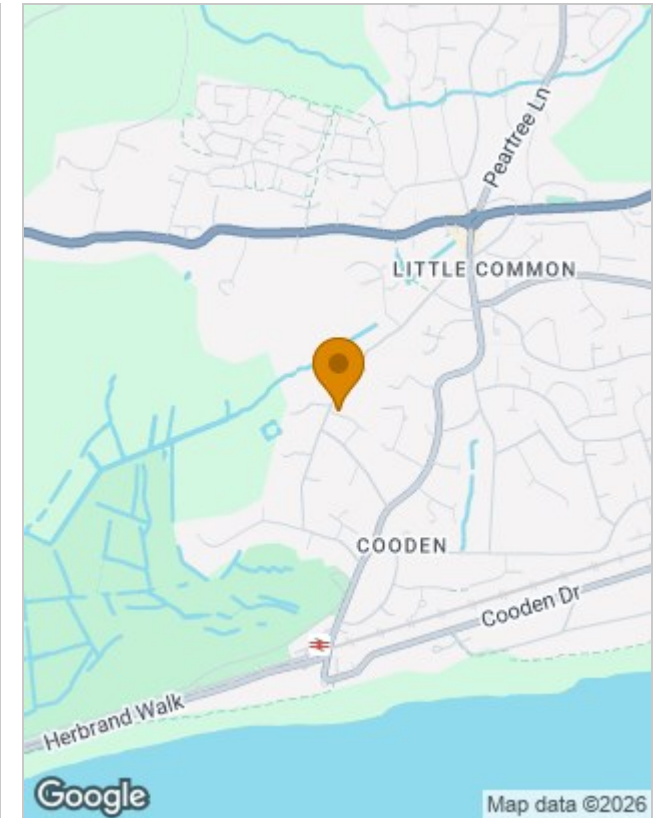 Peartree Ln
LITTLE COMMON
COODEN
Cooden Dr
Herbrand Walk
Google
Map data ©2026